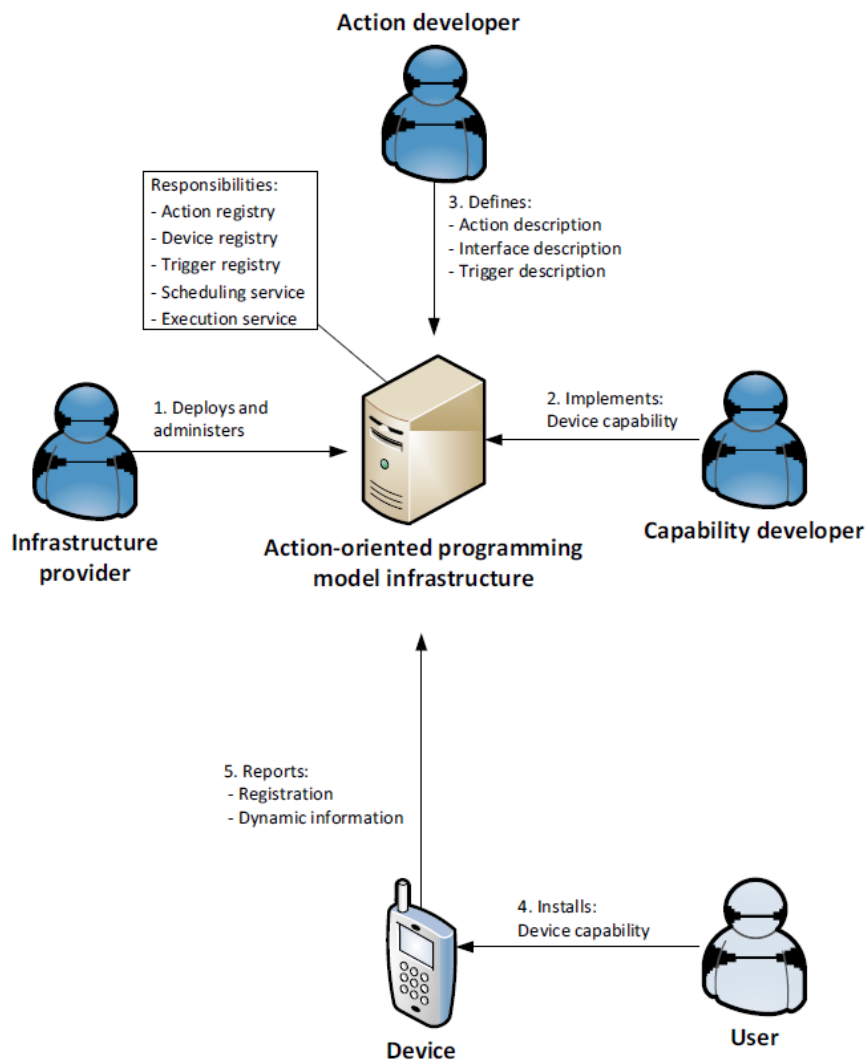 Action developer
Responsibilities:
- Action registry
- Device registry
- Trigger registry
- Scheduling service
- Execution service
3. Defines:
- Action description
- Interface description
- Trigger description
1. Deploys and
administers
2. Implements:
Device capability
Infrastructure
provider
Action-oriented programming
model infrastructure
Capability developer
5. Reports:
- Registration
- Dynamic information
4. Installs:
Device capability
Device
User